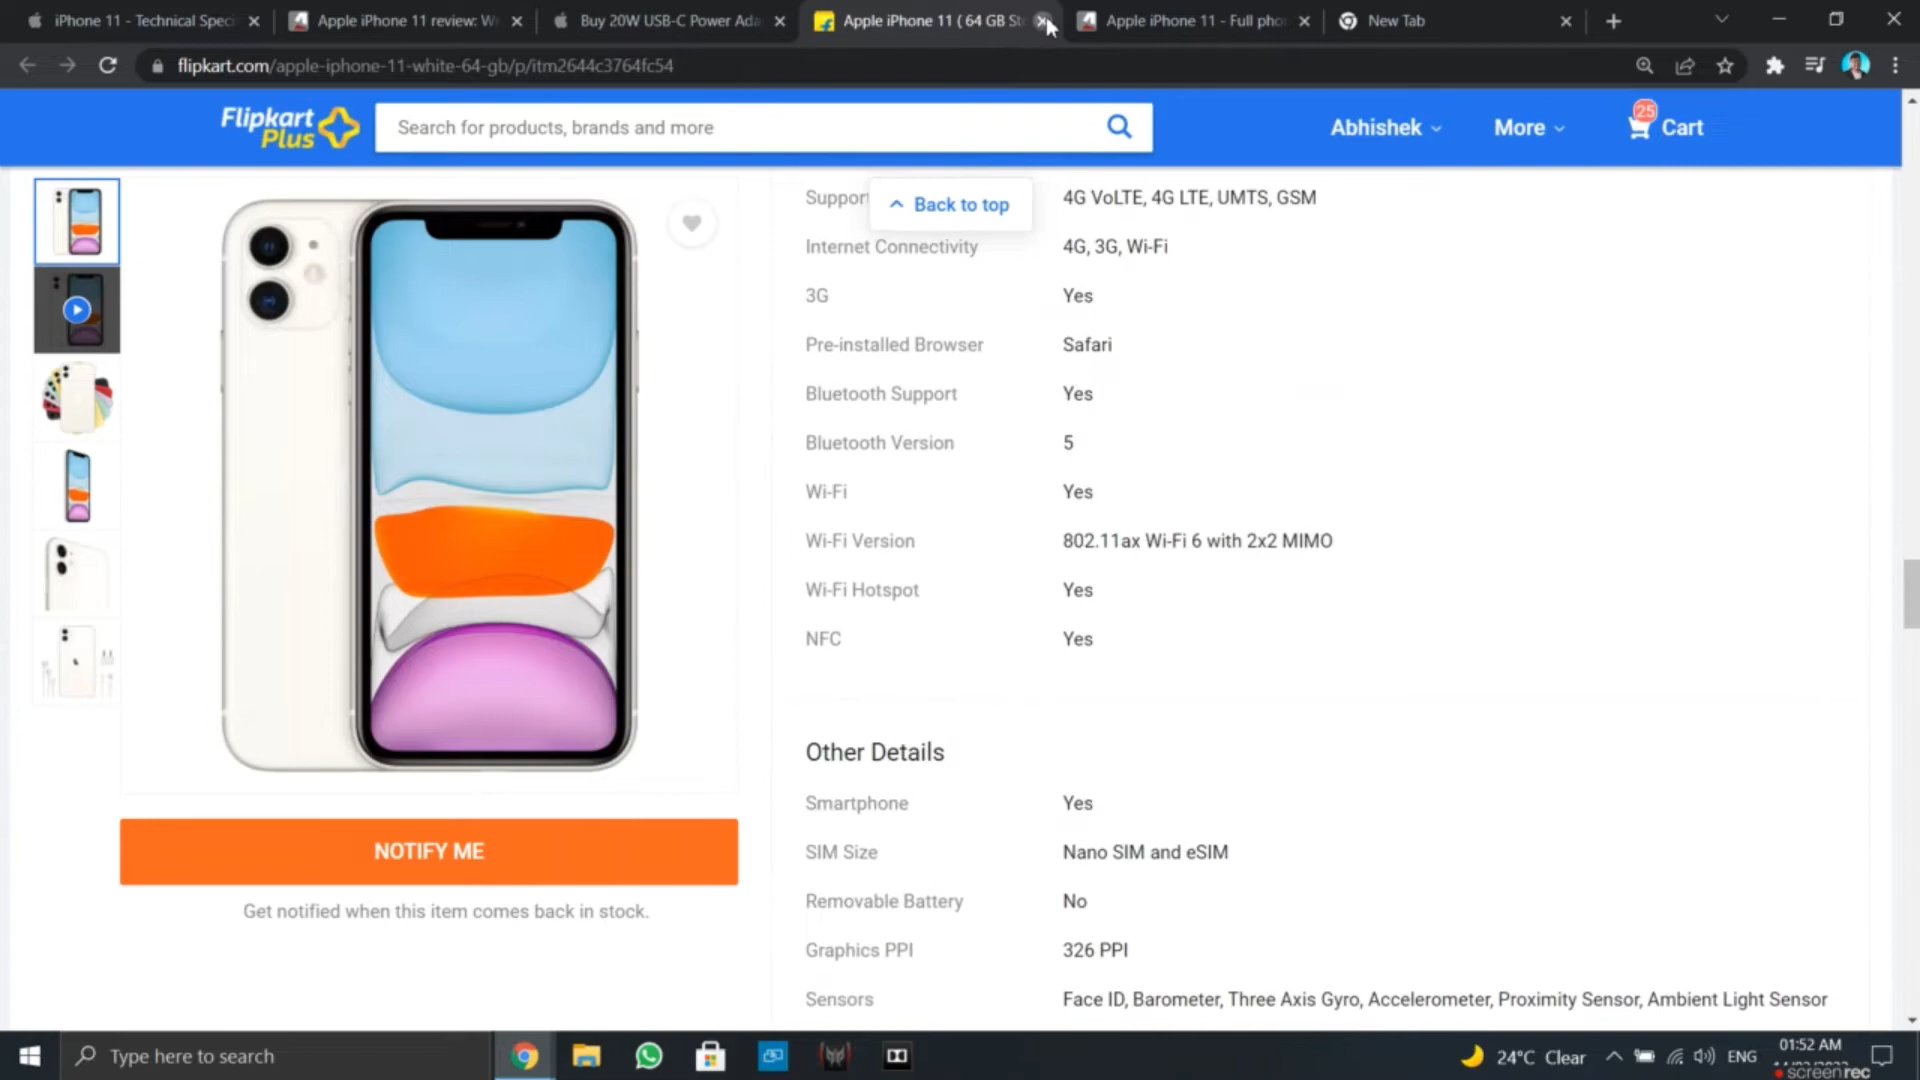 iPhone 11 - Technical Speci
Apple iPhone 11 review: W
Buy 20W USB-C Power Ada
Apple iPhone 11 ( 64 GB St
Apple iPhone 11 - Full pho
New Tab
flipkart.com/apple-iphone-11-white-64-gb/p/itm2644c3764fc54
Flipkart
Plus
Search for products, brands and more
Abhishek
More
25
Cart
Support
Back to top
4G VoLTE, 4G LTE, UMTS, GSM
Internet Connectivity
4G, 3G, Wi-Fi
3G
Yes
Pre-installed Browser
Safari
Bluetooth Support
Yes
Bluetooth Version
5
Wi-Fi
Yes
Wi-Fi Version
802.11ax Wi-Fi 6 with 2x2 MIMO
Wi-Fi Hotspot
Yes
NFC
Yes
Other Details
Smartphone
Yes
SIM Size
Nano SIM and eSIM
Removable Battery
No
Graphics PPI
326 PPI
Sensors
Face ID, Barometer, Three Axis Gyro, Accelerometer, Proximity Sensor, Ambient Light Sensor
NOTIFY ME
Get notified when this item comes back in stock.
Type here to search
24°C Clear
ENG
01:52 AM
screenrec